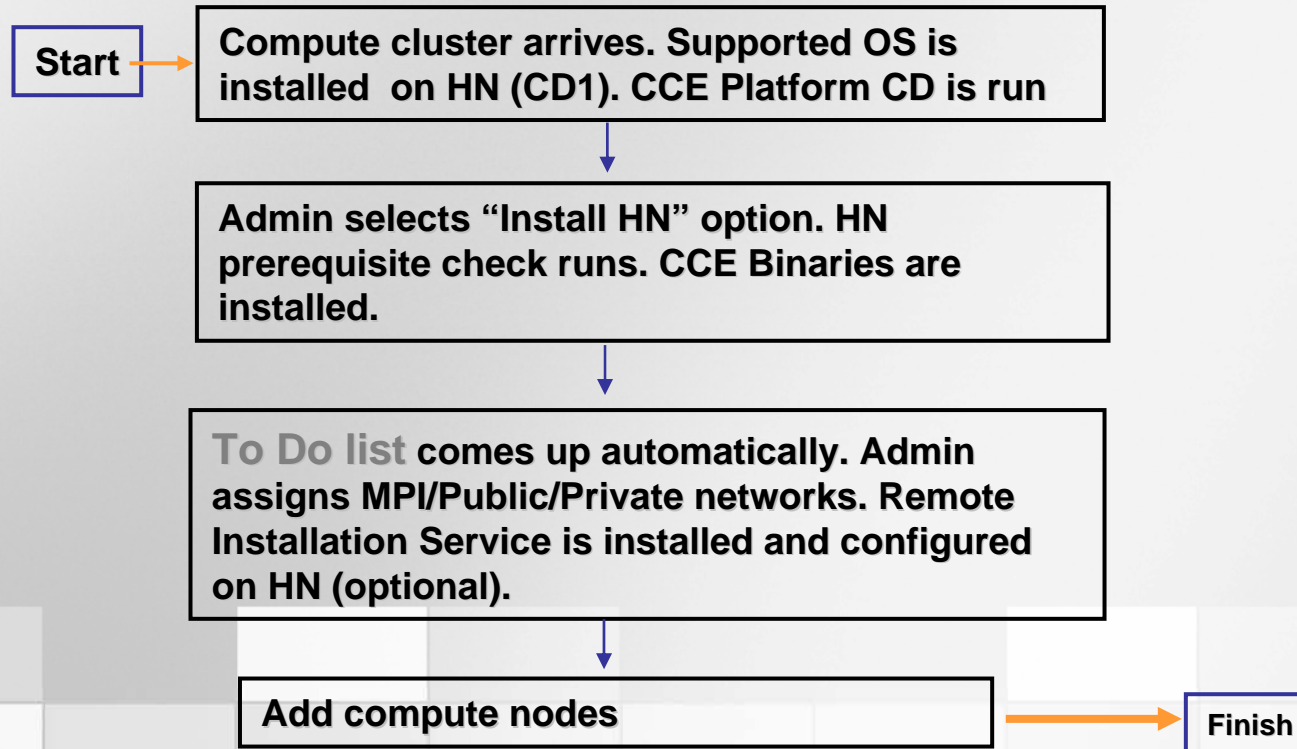 Start
Compute cluster arrives. Supported OS is
installed on HN (CD1). CCE Platform CD is run
Admin selects “Install HN” option. HN
prerequisite check runs. CCE Binaries are
installed.
To Do list comes up automatically. Admin
assigns MPI/Public/Private networks. Remote
Installation Service is installed and configured
on HN (optional).
Add compute nodes
Finish